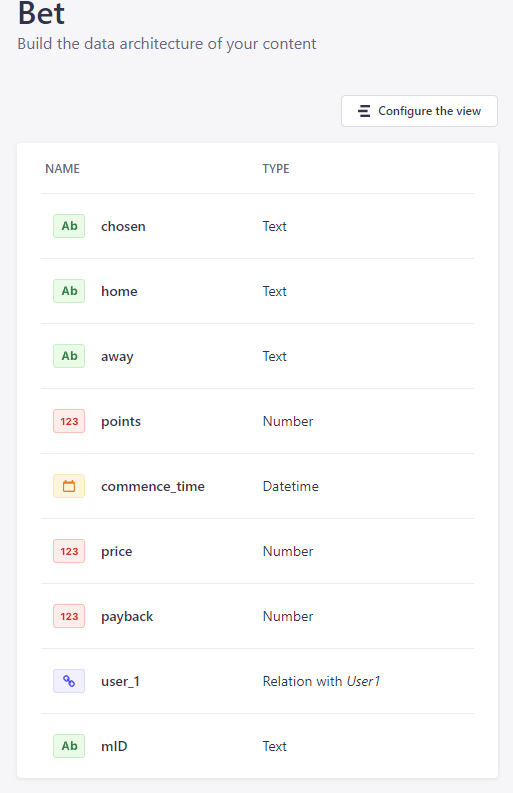 Bet
Build the data architecture of your content
Configure the view
NAME TYPE
Ab chosen Text
Ab home Text
Ab away Text
123 points Number
commence_time Datetime
123 price Number
123 payback Number
user_1 Relation with User1
Ab mID Text